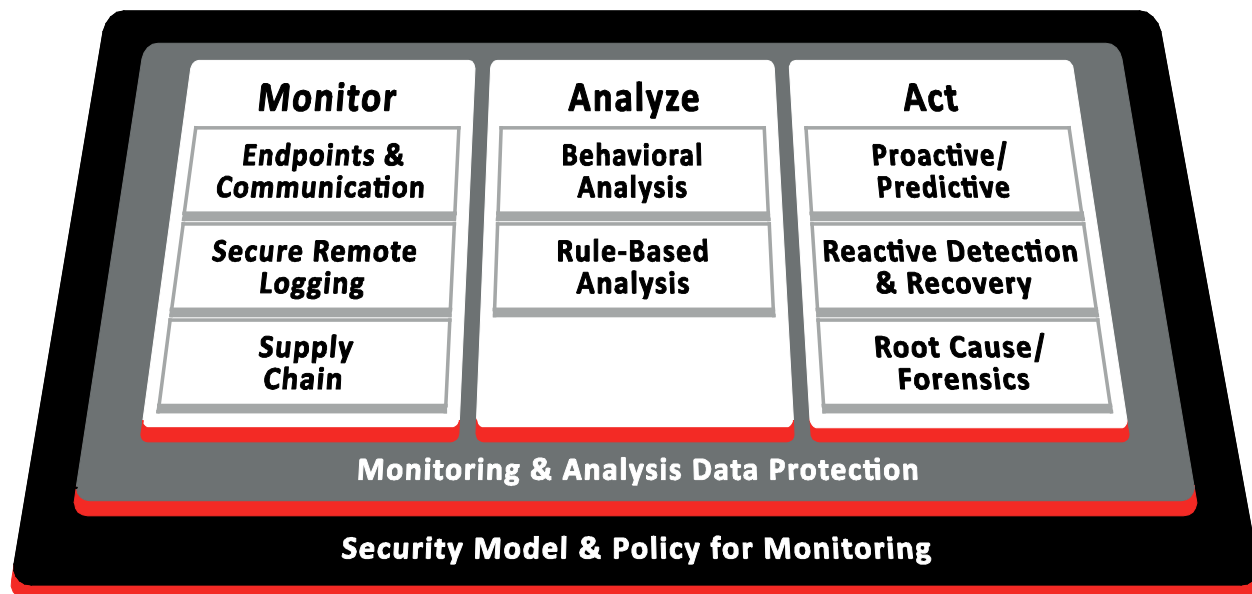 Monitor
Endpoints &
Communication
Secure Remote
Logging
Supply
Chain
Analyze
Behavioral
Analysis
Rule-Based
Analysis
Act
Proactive/
Predictive
Reactive Detection
& Recovery
Root Cause/
Forensics
Monitoring & Analysis Data Protection
Security Model & Policy for Monitoring